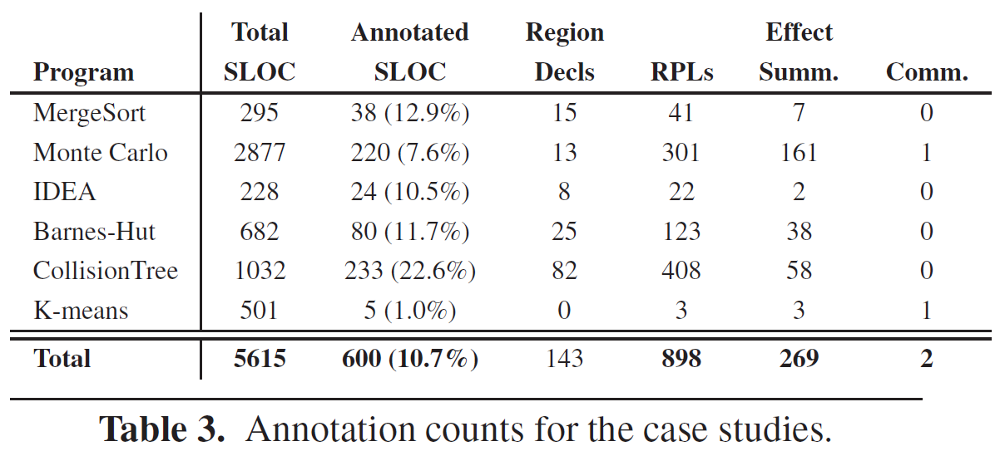 Total Annotated Region Effect
Program SLOC SLOC Decls RPLs Summ. Comm.
MergeSort 295 38 (12.9%) 15 41 7 0
Monte Carlo 2877 220 (7.6%) 13 301 161 1
IDEA 228 24 (10.5%) 8 22 2 0
Barnes-Hut 682 80 (11.7%) 25 123 38 0
CollisionTree 1032 233 (22.6%) 82 408 58 0
K-means 501 5 (1.0%) 0 3 3 1
Total 5615 600 (10.7%) 143 898 269 2
Table 3. Annotation counts for the case studies.